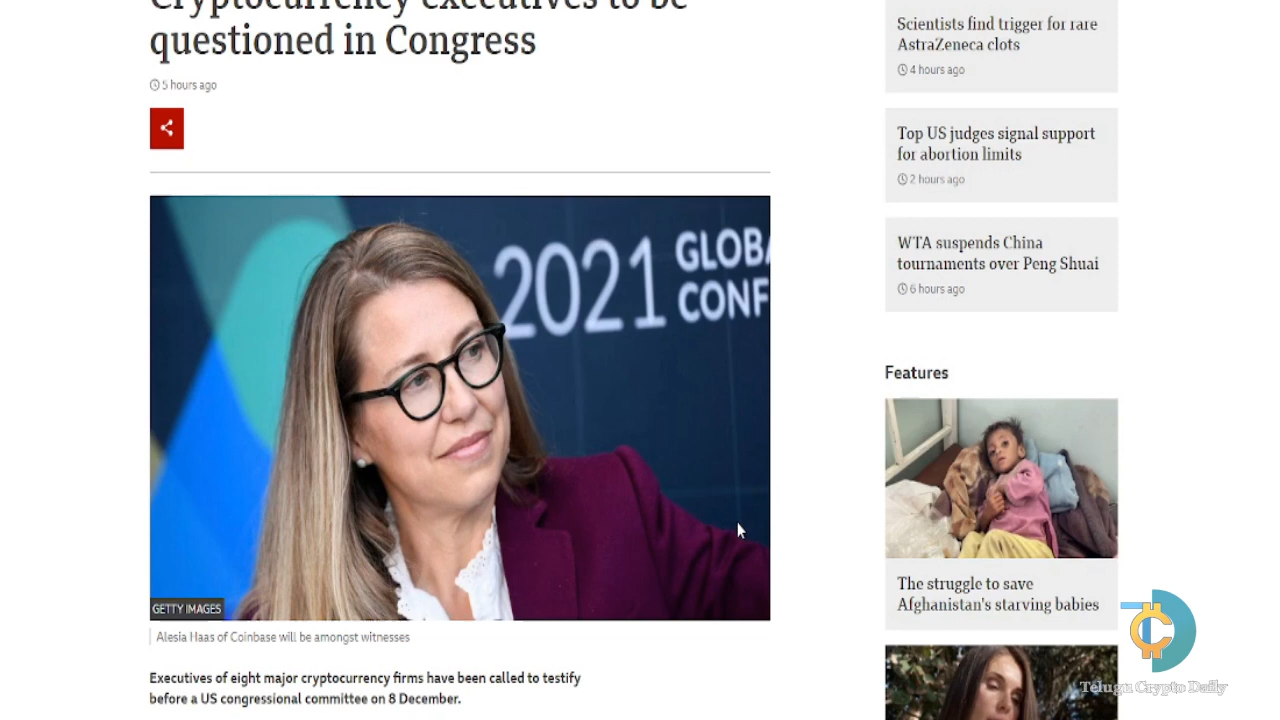 Cryptocurrency executives to be
questioned in Congress
5 hours ago
2021 GLOBA
CONF
GETTY IMAGES
Alesia Haas of Coinbase will be amongst witnesses
Executives of eight major cryptocurrency firms have been called to testify
before a US congressional committee on 8 December.
Scientists find trigger for rare
AstraZeneca clots
4 hours ago
Top US judges signal support
for abortion limits
2 hours ago
WTA suspends China
tournaments over Peng Shuai
6 hours ago
Features
The struggle to save
Afghanistan's starving babies
Telugu Crypto Daily